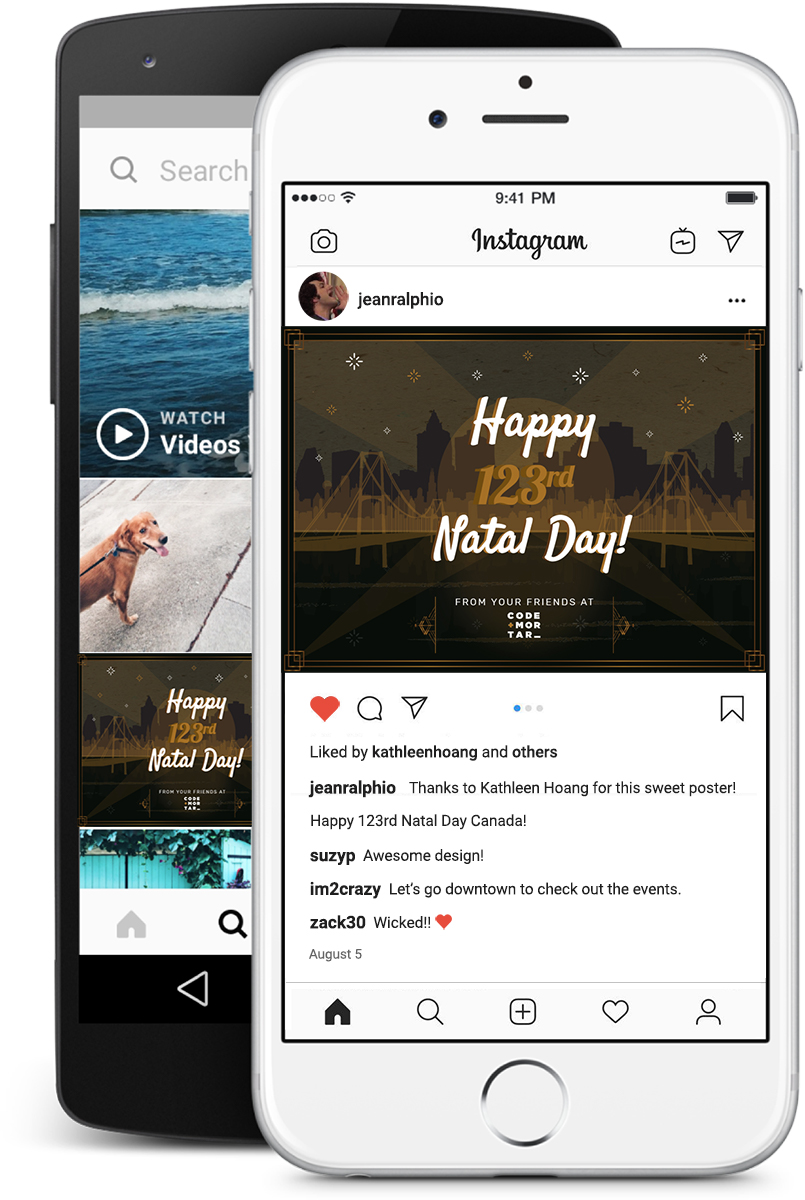 Search
WATCH
Videos
Happy
123rd
Natal Day!
FROM YOUR FRIENDS AT
CODE
+MOR
TAR_
9:41 PM
Instagram
jeanralphio
Happy
123rd
Natal Day!
FROM YOUR FRIENDS AT
CODE
+MOR
TAR_
Liked by kathleenhoang and others
jeanralphio Thanks to Kathleen Hoang for this sweet poster!
Happy 123rd Natal Day Canada!
suzyp Awesome design!
im2crazy Let's go downtown to check out the events.
zack30 Wicked!! ❤
August 5